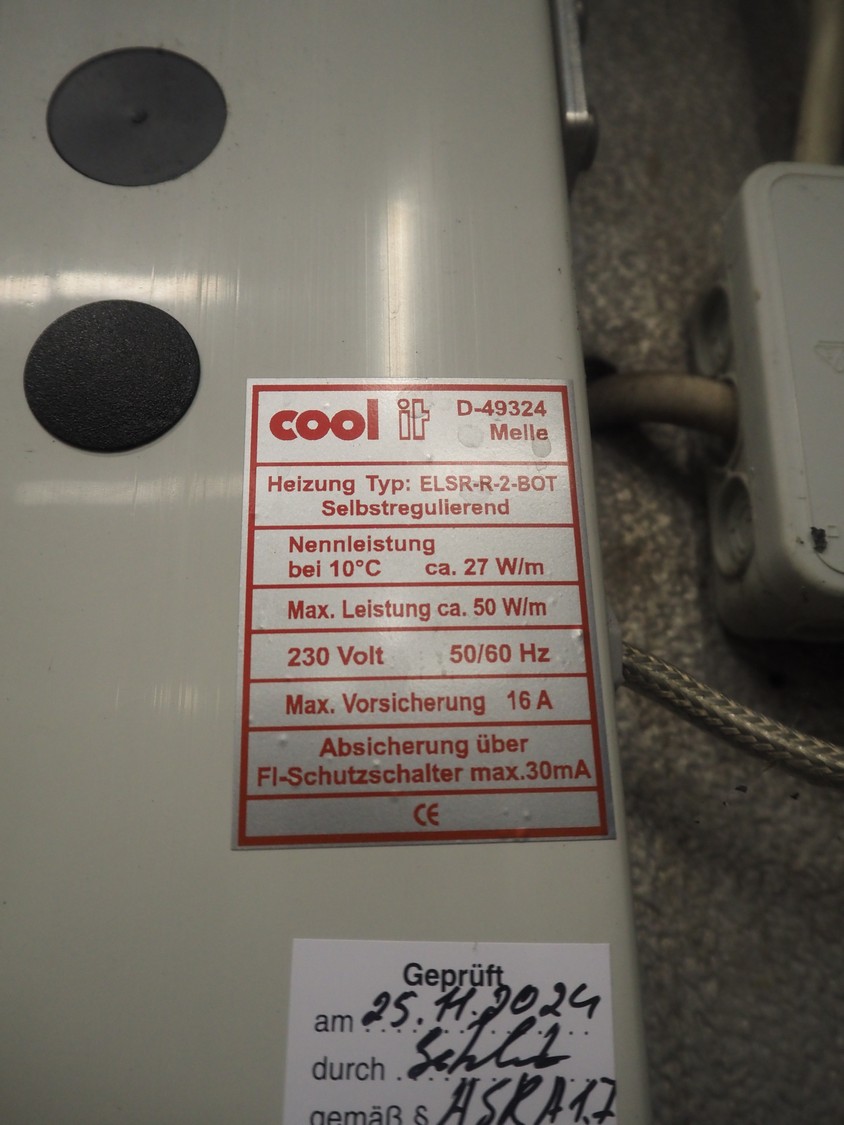 cool it D-49324
Melle
Heizung Typ: ELSR-R-2-BOT
Selbstregulierend
Nennleistung
bei 10°C ca. 27 W/m
Max. Leistung ca. 50 W/m
230 Volt 50/60 Hz
Max. Vorsicherung 16 A
Absicherung über
FI-Schutzschalter max.30mA
CE
Geprüft
am 25.11.2024
durch
gemäß § ASRA1.7